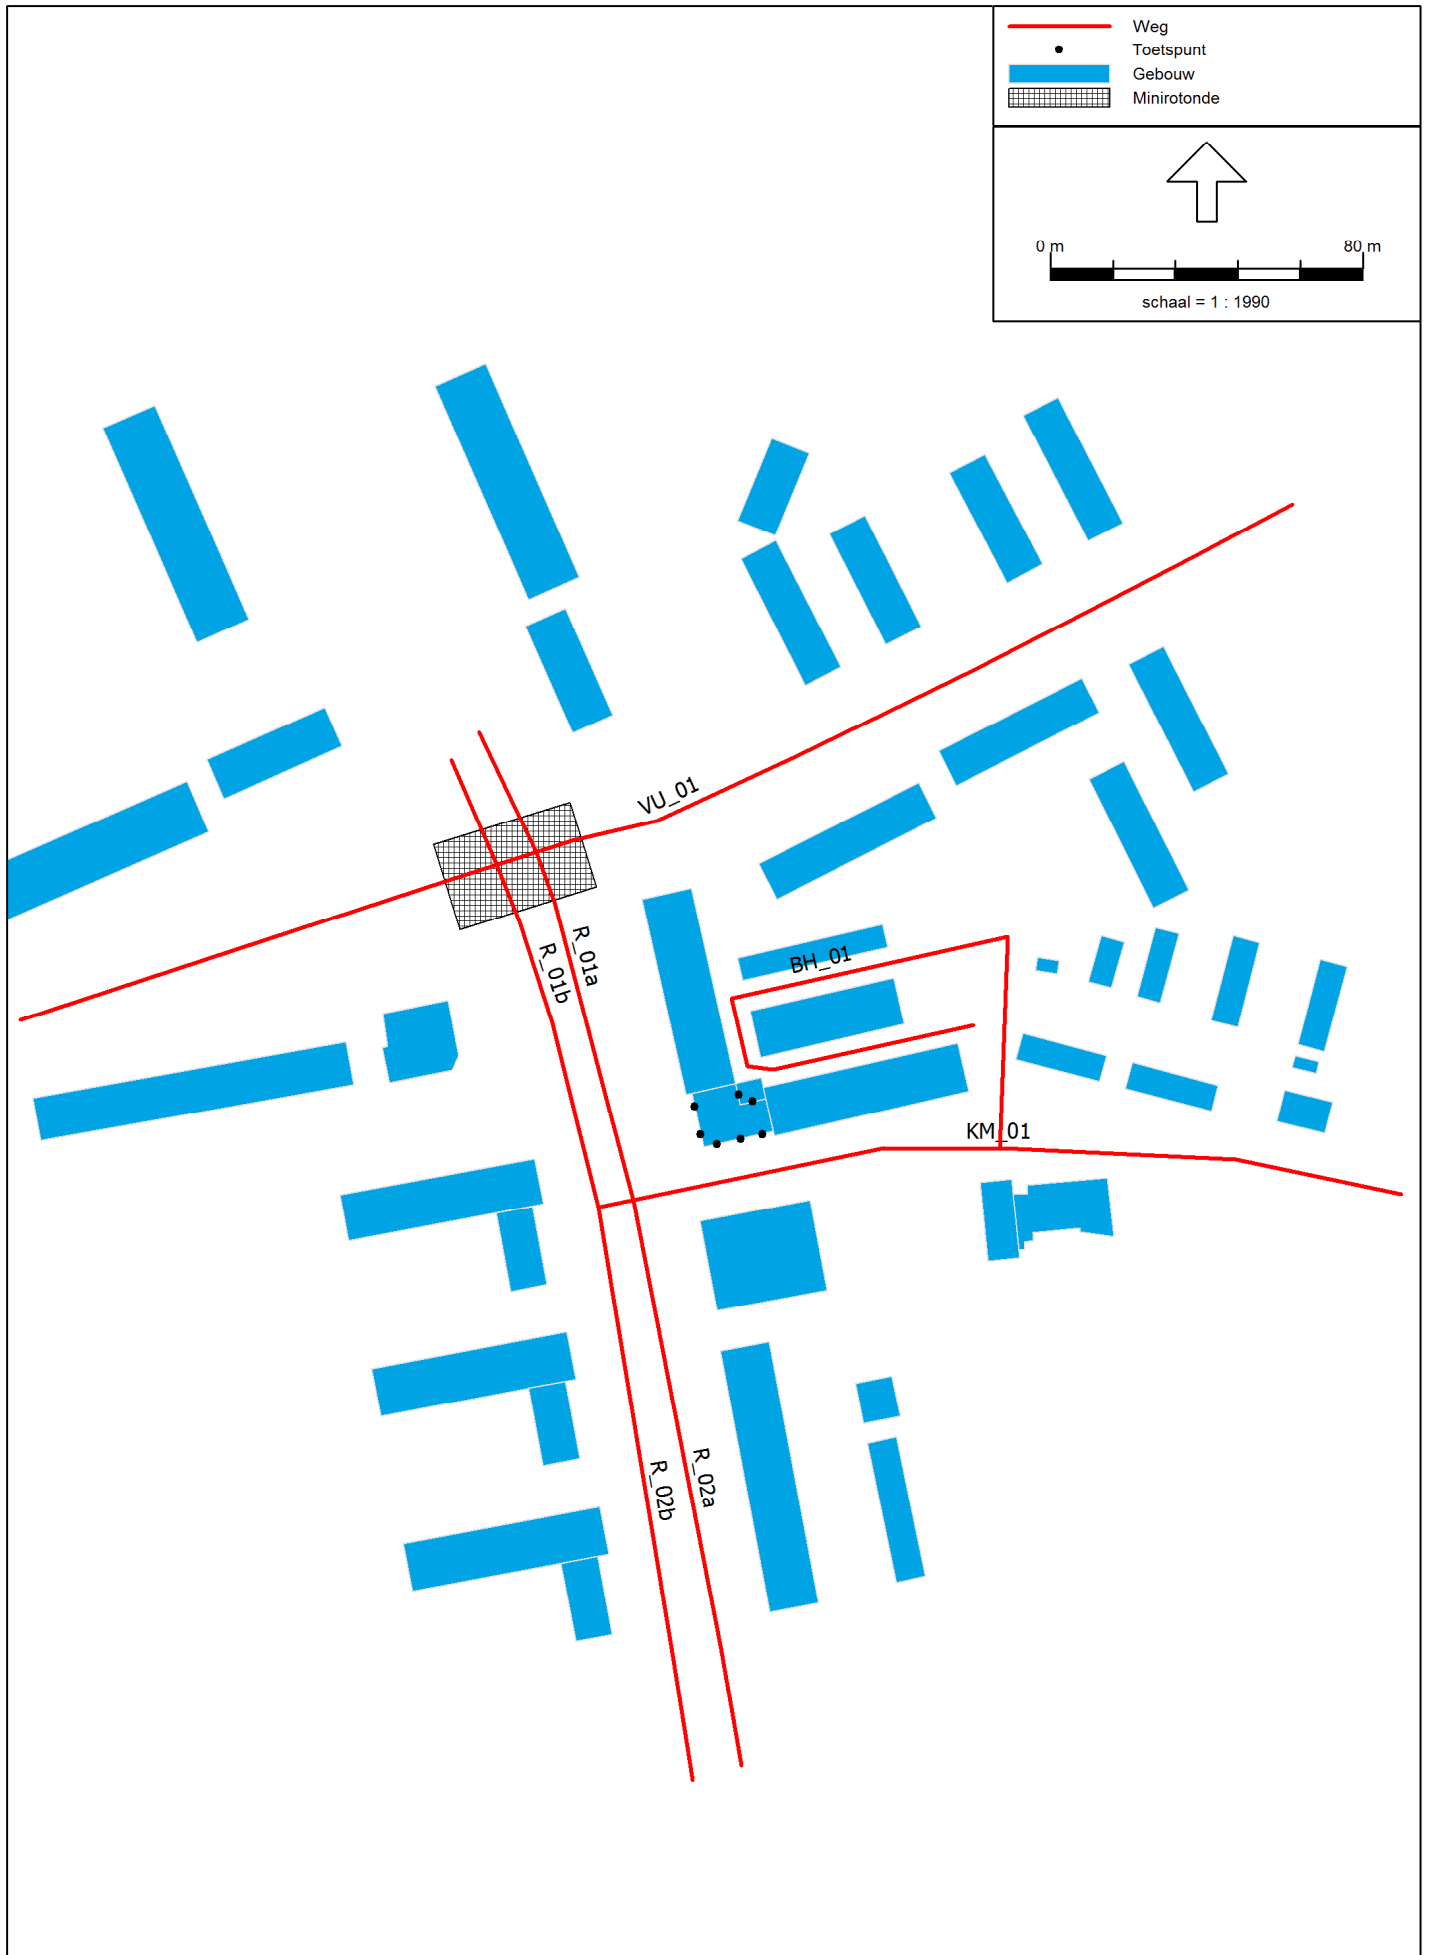 Weg
Toetspunt
Gebouw
Minirotonde
0 m 80 m
schaal = 1 : 1990
VU_01
R_01a
R_01b
BH_01
KM_01
R_02a
R_02b